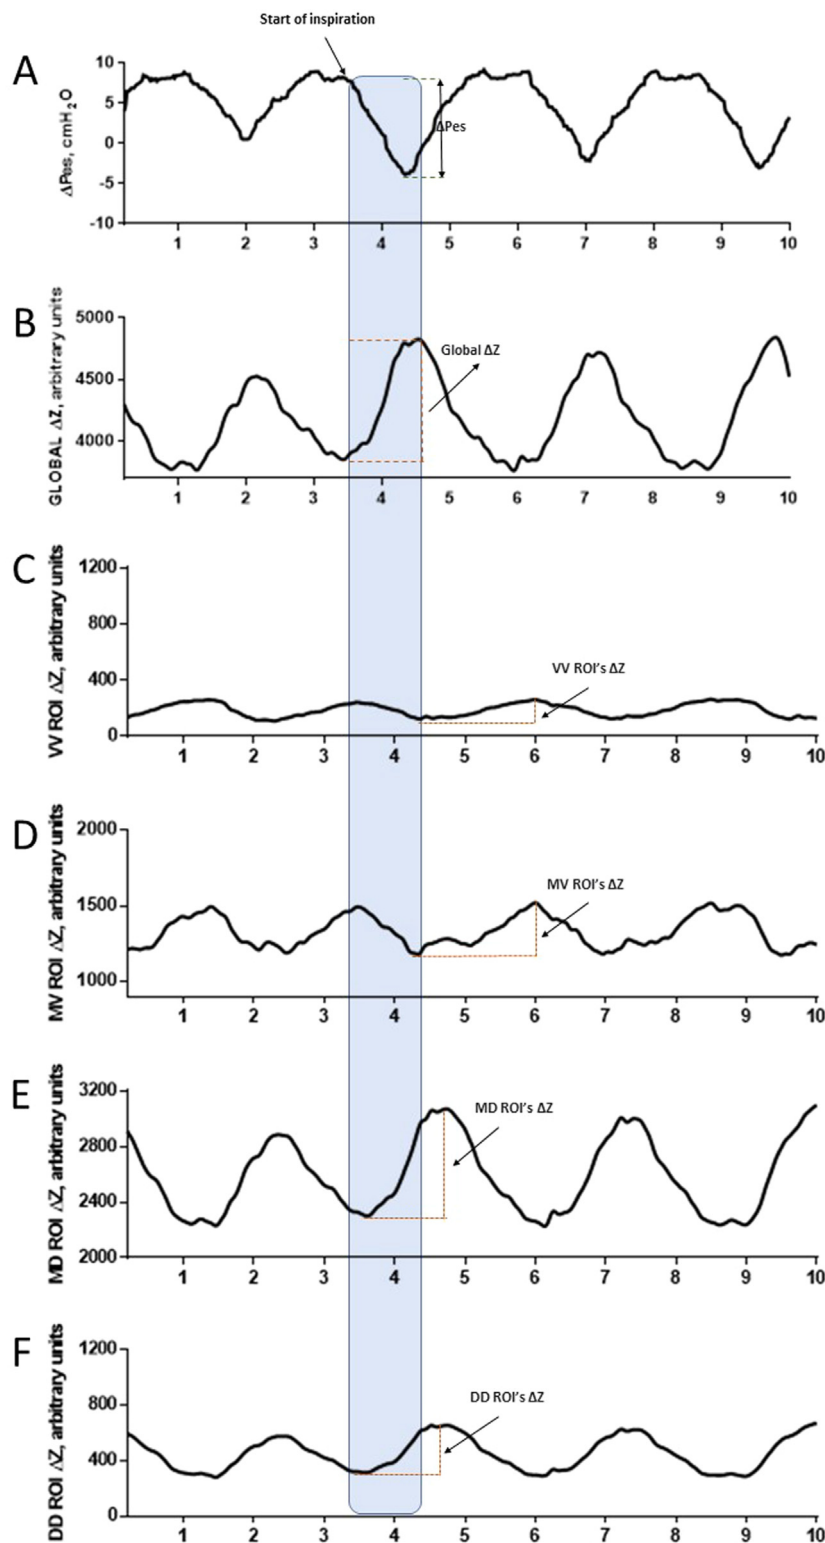 Start of inspiration
A
ΔPes, cmH2O
10
5
0
-5
-10
ΔPes
1 2 3 4 5 6 7 8 9 10
B
GLOBAL ΔZ, arbitrary units
5000
4500
4000
Global ΔZ
1 2 3 4 5 6 7 8 9 10
C
VV ROI ΔZ, arbitrary units
1200
800
400
0
VV ROI's ΔZ
1 2 3 4 5 6 7 8 9 10
D
MV ROI ΔZ, arbitrary units
2000
1500
1000
MV ROI's ΔZ
1 2 3 4 5 6 7 8 9 10
E
MD ROI ΔZ, arbitrary units
3200
2800
2400
2000
MD ROI's ΔZ
1 2 3 4 5 6 7 8 9 10
F
DD ROI ΔZ, arbitrary units
1200
800
400
0
DD ROI's ΔZ
1 2 3 4 5 6 7 8 9 10